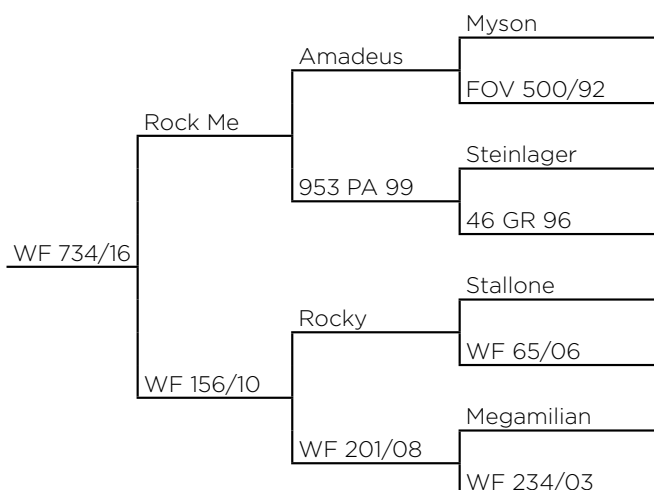 Myson
Amadeus
FOV 500/92
Rock Me
Steinlager
953 PA 99
46 GR 96
WF 734/16
Stallone
Rocky
WF 65/06
WF 156/10
Megamilian
WF 201/08
WF 234/03